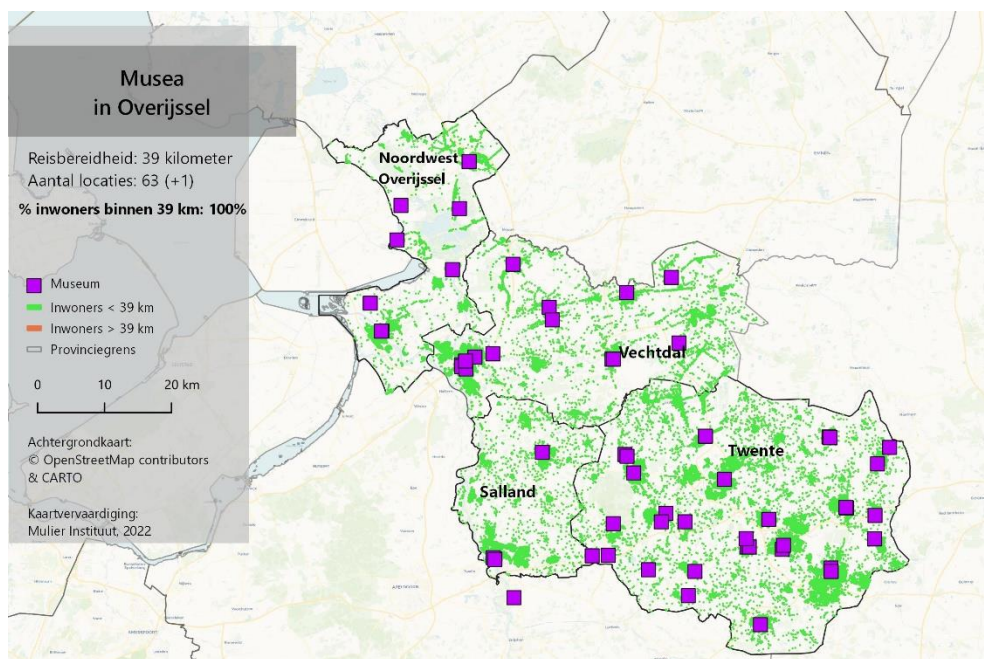 Musea
in Overijssel
Reisbereidheid: 39 kilometer
Aantal locaties: 63 (+1)
% inwoners binnen 39 km: 100%
Museum
Inwoners < 39 km
Inwoners > 39 km
Provinciegrens
0 10 20 km
Achtergrondkaart:
© OpenStreetMap contributors
& CARTO
Kaartvervaardiging:
Mulier Instituut, 2022
Noordwest
Overijssel
Vechtdal
Twente
Salland